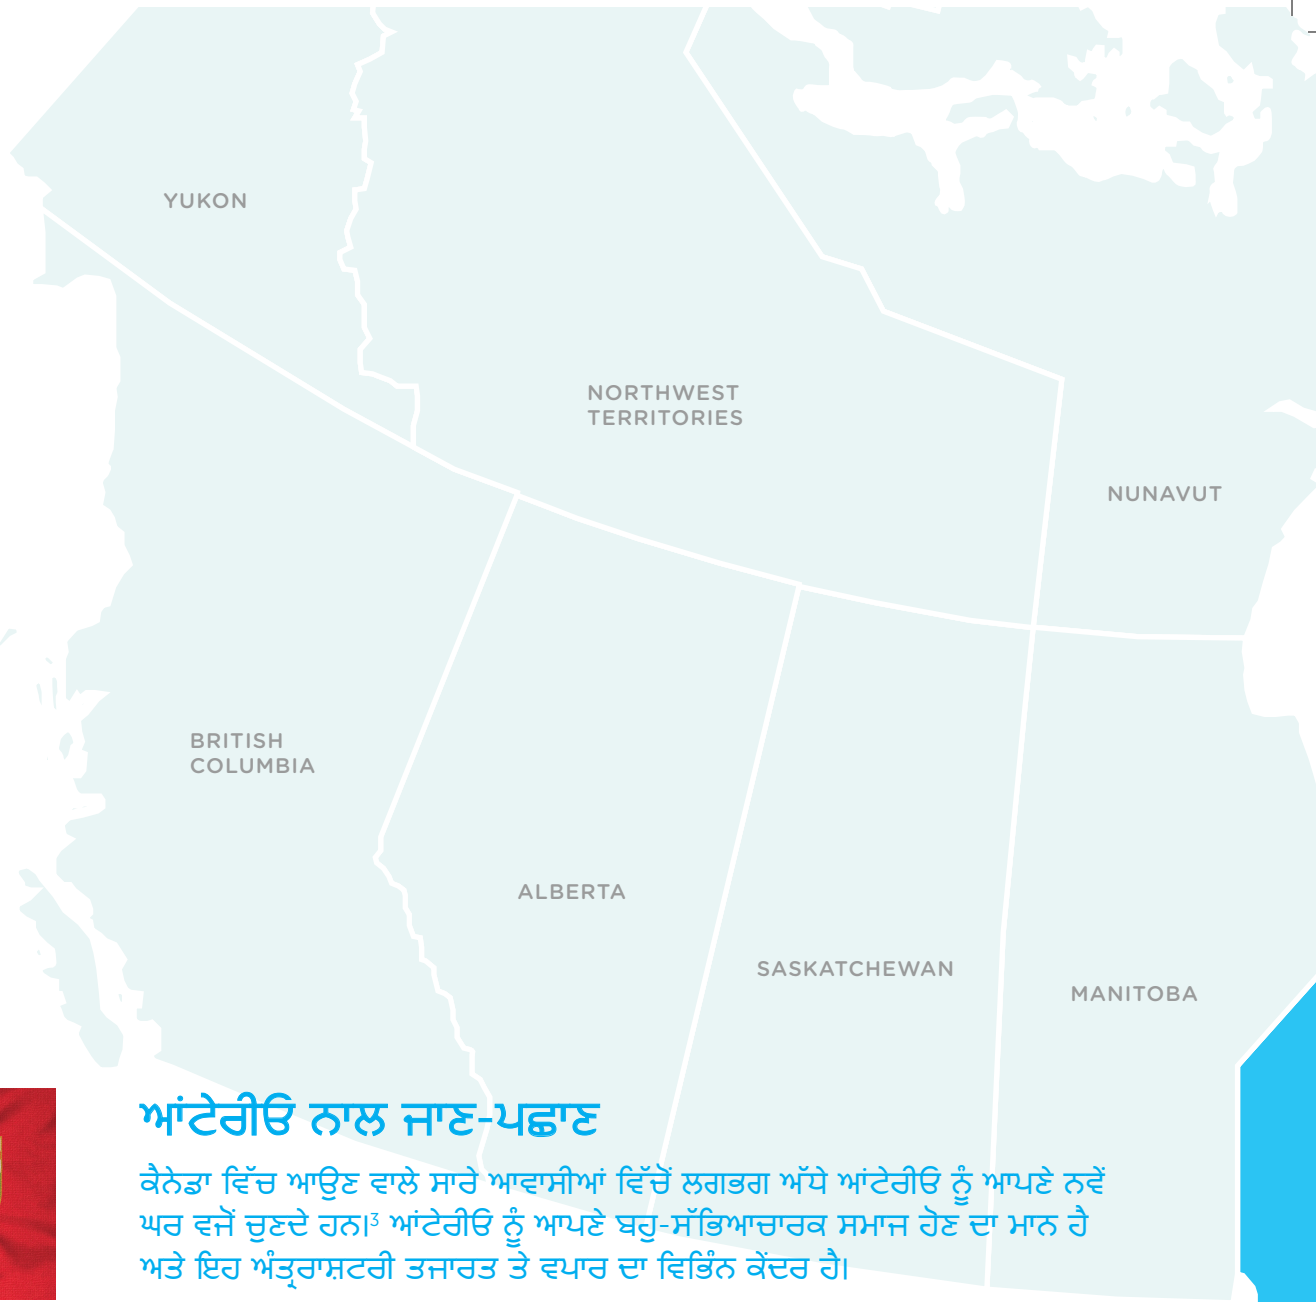 YUKON
NORTHWEST
TERRITORIES
NUNAVUT
BRITISH
COLUMBIA
ALBERTA
SASKATCHEWAN
MANITOBA
ਆਂਟੇਰੀਓ ਨਾਲ ਜਾਣ-ਪਛਾਣ
ਕੈਨੇਡਾ ਵਿੱਚ ਆਉਣ ਵਾਲੇ ਸਾਰੇ ਆਵਾਸੀਆਂ ਵਿੱਚੋਂ ਲਗਭਗ ਅੱਧੇ ਆਂਟੇਰੀਓ ਨੂੰ ਆਪਣੇ ਨਵੇਂ
ਘਰ ਵਜੋਂ ਚੁਣਦੇ ਹਨ।³ ਆਂਟੇਰੀਓ ਨੂੰ ਆਪਣੇ ਬਹੁ-ਸੱਭਿਆਚਾਰਕ ਸਮਾਜ ਹੋਣ ਦਾ ਮਾਨ ਹੈ
ਅਤੇ ਇਹ ਅੰਤ੍ਰਰਾਸ਼ਟਰੀ ਤਜਾਰਤ ਤੇ ਵਪਾਰ ਦਾ ਵਿਭਿੰਨ ਕੇਂਦਰ ਹੈ।